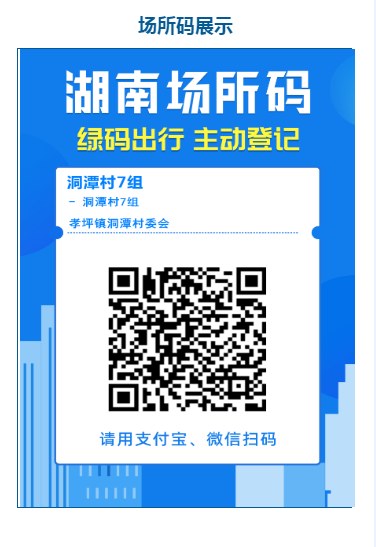 场所码展示
湖南场所码
绿码出行 主动登记
洞潭村7组
- 洞潭村7组
孝坪镇洞潭村委会
请用支付宝、微信扫码